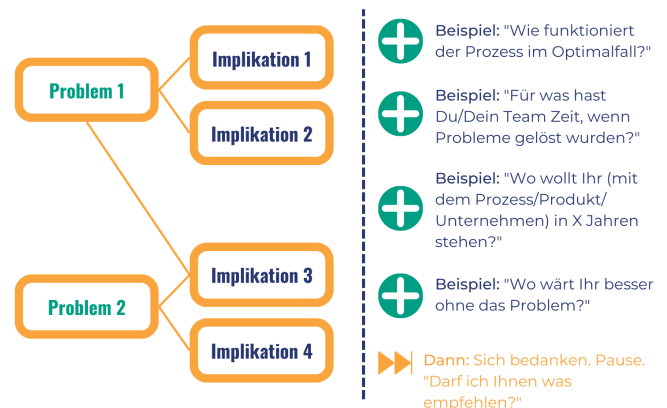 Problem 1
Implikation 1
Implikation 2
Problem 2
Implikation 3
Implikation 4
Beispiel: "Wie funktioniert
der Prozess im Optimalfall?"
Beispiel: "Für was hast
Du/Dein Team Zeit, wenn
Probleme gelöst wurden?"
Beispiel: "Wo wollt Ihr (mit
dem Prozess/Produkt/
Unternehmen) in X Jahren
stehen?"
Beispiel: "Wo wärt Ihr besser
ohne das Problem?"
Dann: Sich bedanken. Pause.
"Darf ich Ihnen was
empfehlen?"